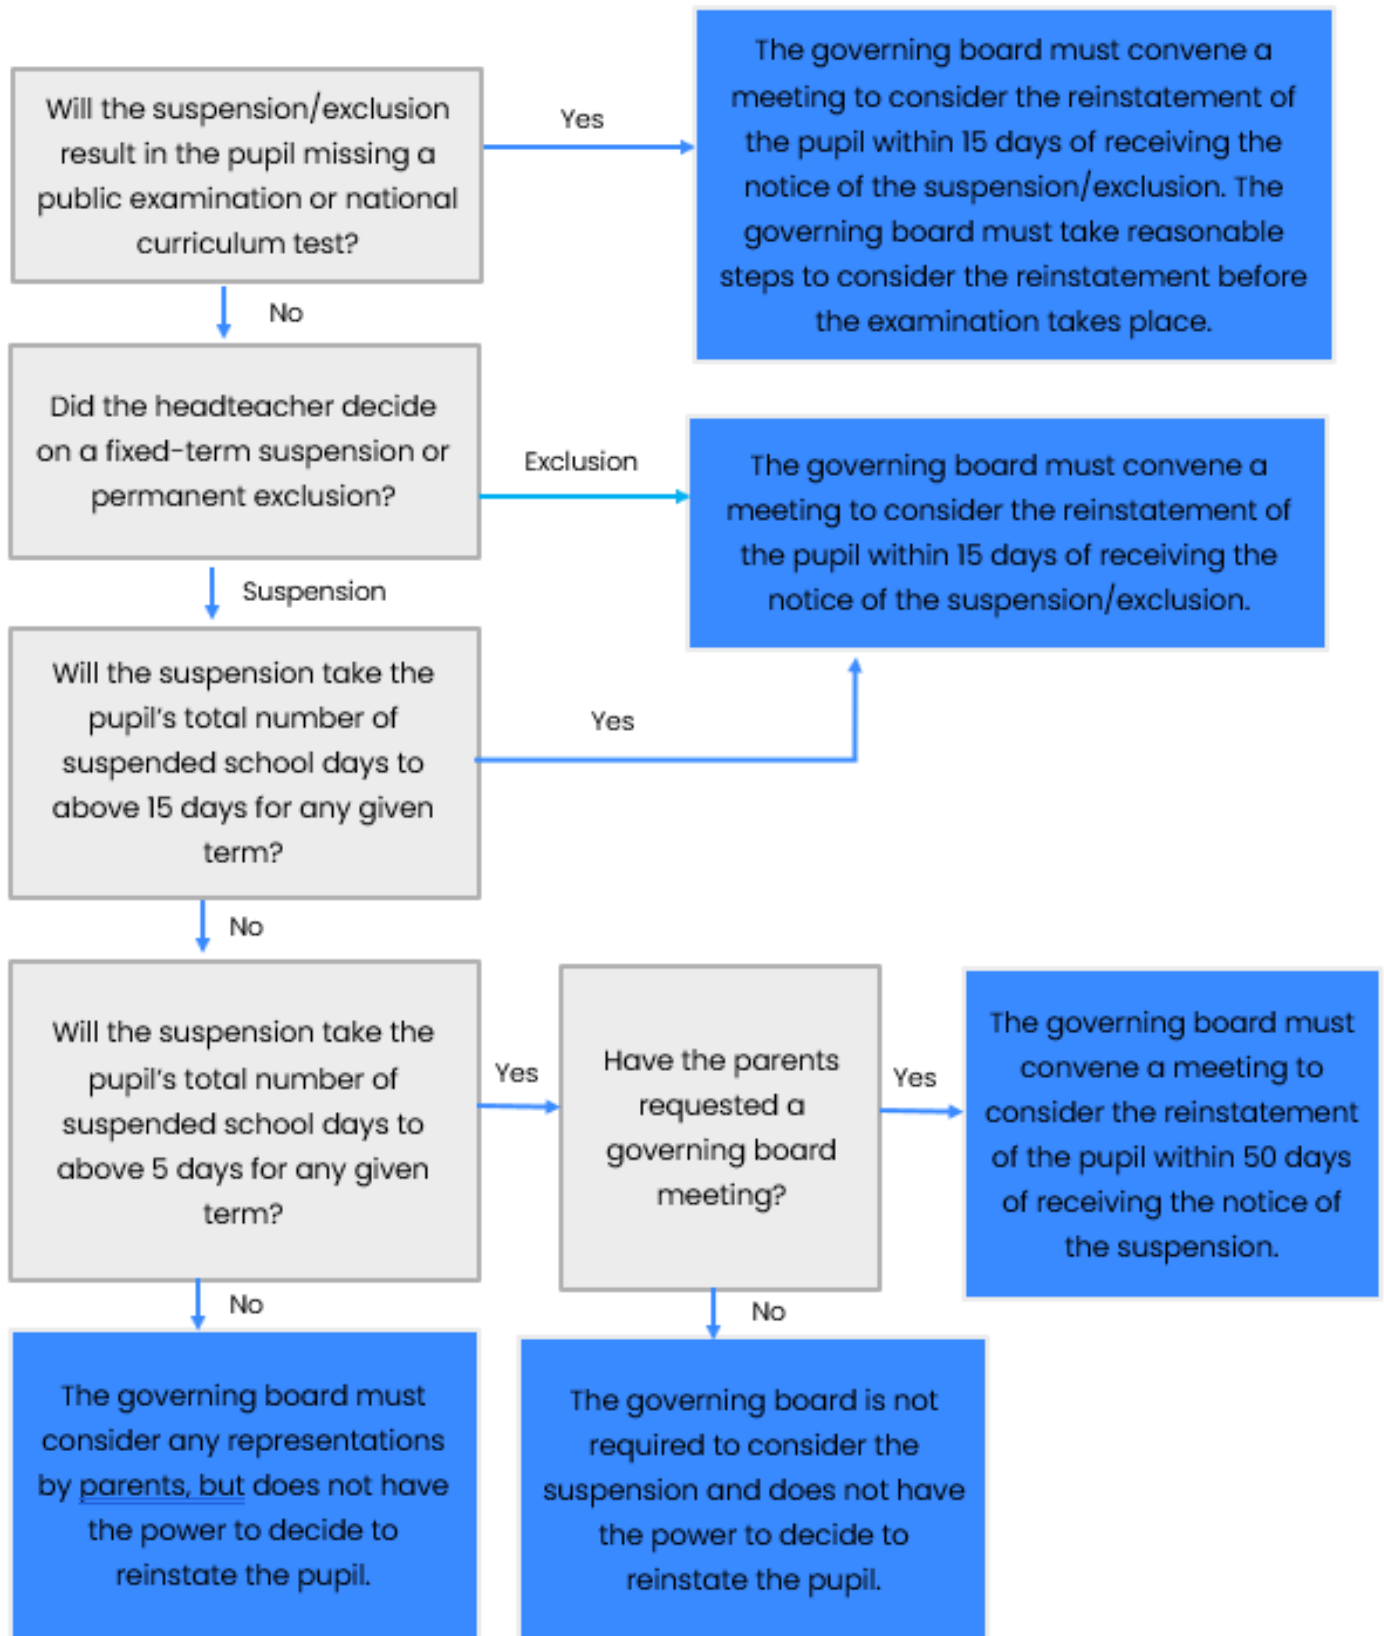 Will the suspension/exclusion
result in the pupil missing a
public examination or national
curriculum test?
Yes
The governing board must convene a
meeting to consider the reinstatement of
the pupil within 15 days of receiving the
notice of the suspension/exclusion. The
governing board must take reasonable
steps to consider the reinstatement before
the examination takes place.
No
Did the headteacher decide
on a fixed-term suspension or
permanent exclusion?
Exclusion
The governing board must convene a
meeting to consider the reinstatement of
the pupil within 15 days of receiving the
notice of the suspension/exclusion.
Suspension
Will the suspension take the
pupil's total number of
suspended school days to
above 15 days for any given
term?
Yes
No
Will the suspension take the
pupil's total number of
suspended school days to
above 5 days for any given
term?
Yes
Have the parents
requested a
governing board
meeting?
Yes
The governing board must
convene a meeting to
consider the reinstatement
of the pupil within 50 days
of receiving the notice of
the suspension.
No
The governing board must
consider any representations
by parents, but does not have
the power to decide to
reinstate the pupil.
No
The governing board is not
required to consider the
suspension and does not have
the power to decide to
reinstate the pupil.